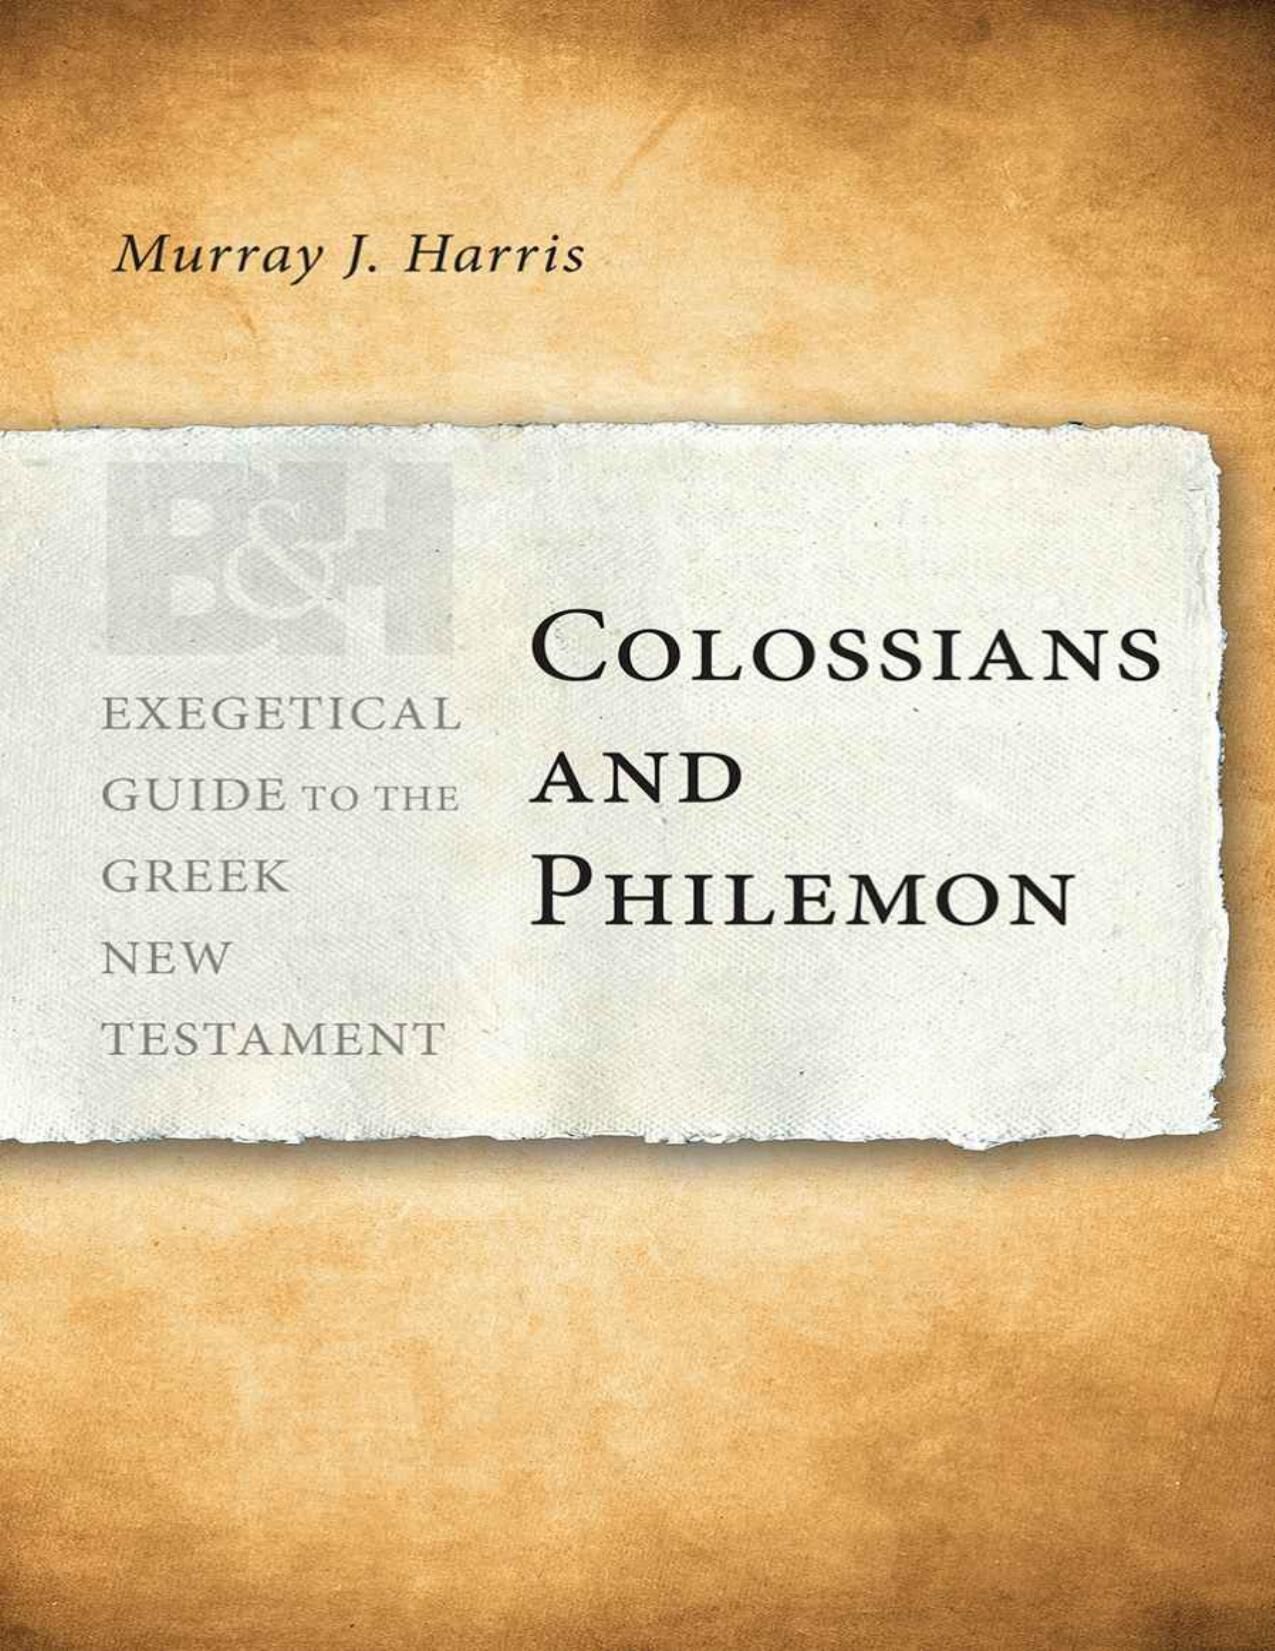 Murray J. Harris
B&H
EXEGETICAL
GUIDE TO THE
GREEK
NEW
TESTAMENT
COLOSSIANS
AND
PHILEMON